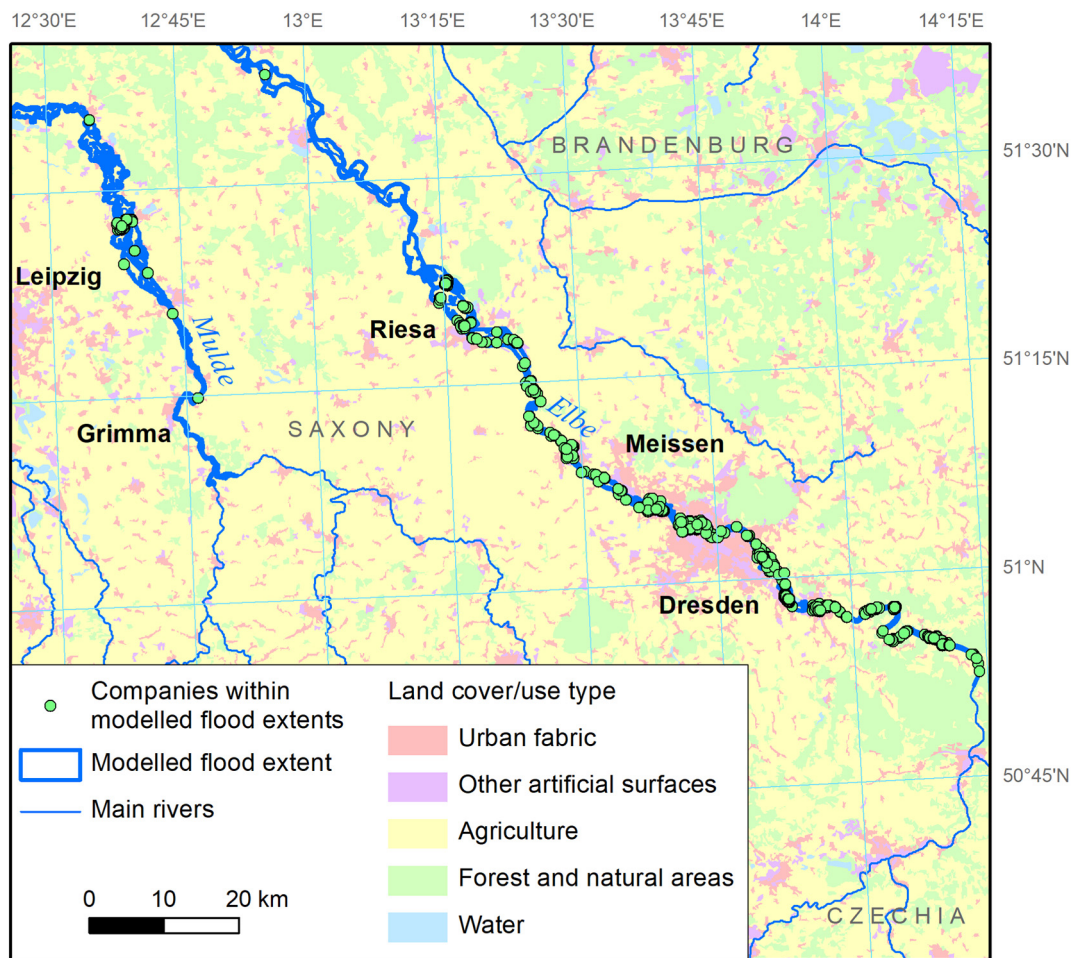 12°30'E 12°45'E 13°E 13°15'E 13°30'E 13°45'E 14°E 14°15'E
BRANDENBURG
51°30'N
Leipzig
Mulde
Riesa
51°15'N
Elbe
Grimma
SAXONY
Meissen
51°N
Dresden
Companies within
modelled flood extents
Modelled flood extent
Main rivers
0 10 20 km
Land cover/use type
Urban fabric
Other artificial surfaces
Agriculture
Forest and natural areas
Water
50°45'N
CZECHIA